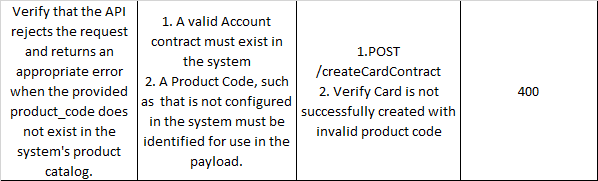 Verify that the API
rejects the request
and returns an
appropriate error
when the provided
product_code does
not exist in the
system's product
catalog.
1. A valid Account
contract must exist in
the system
2. A Product Code, such
as that is not configured
in the system must be
identified for use in the
payload.
1.POST
/createCardContract
2. Verify Card is not
successfully created with
invalid product code
400